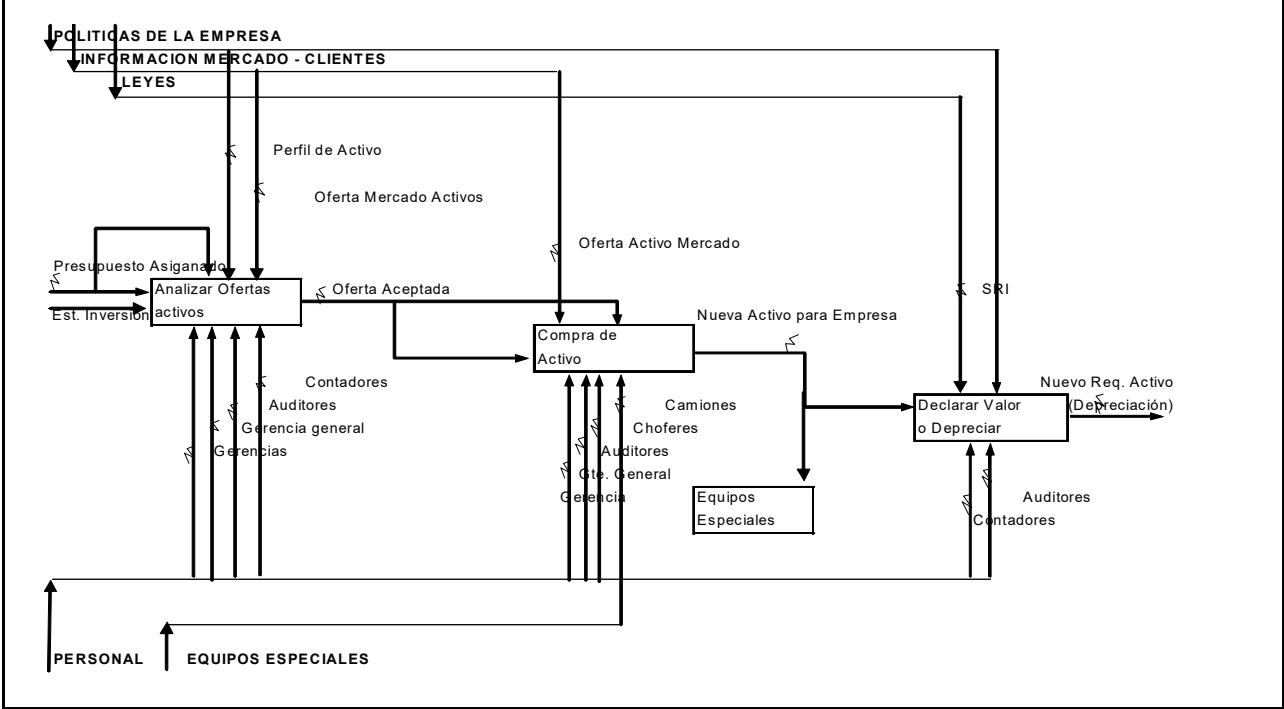 POLITICAS DE LA EMPRESA
INFORMACION MERCADO - CLIENTES
LEYES
Perfil de Activo
Oferta Mercado Activos
Oferta Activo Mercado
Presupuesto Asiganado
Analizar Ofertas
activos
Est. Inversión
Oferta Aceptada
SRI
Nueva Activo para Empresa
Compra de
Activo
Contadores
Auditores
Gerencia general
Gerencias
Camiones
Choferes
Auditores
Gte. General
Gerencia
Nuevo Req. Activo
(Depreciación)
Declarar Valor
o Depreciar
Equipos
Especiales
Auditores
Contadores
PERSONAL
EQUIPOS ESPECIALES